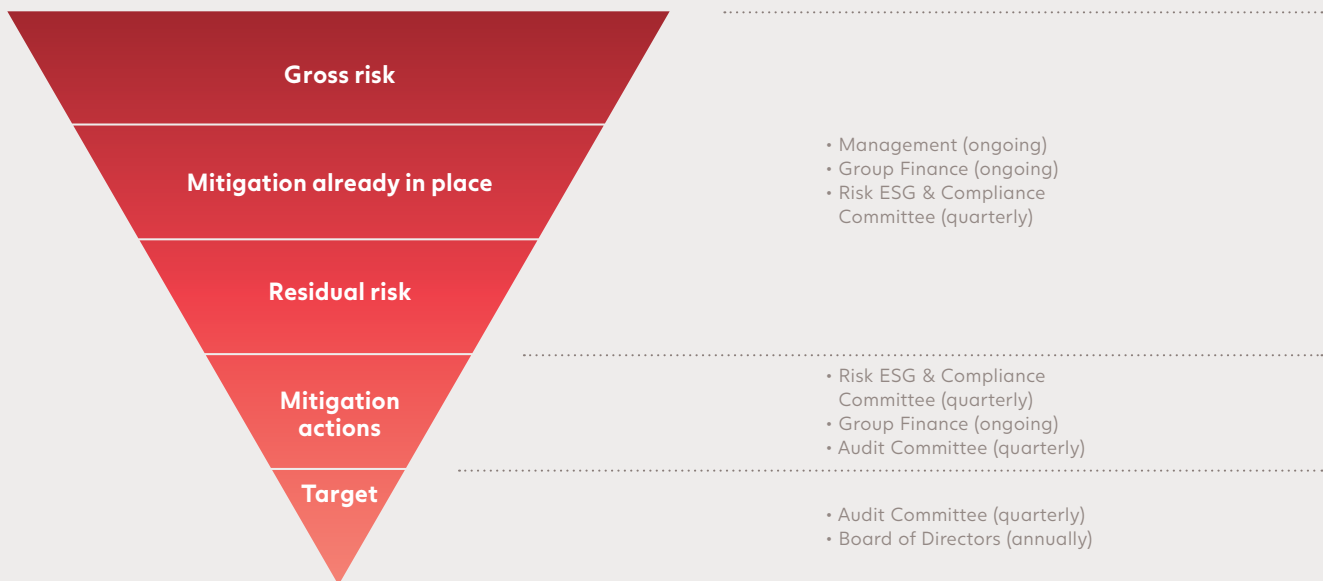 Gross risk
Mitigation already in place
Residual risk
Mitigation
actions
Target
• Management (ongoing)
• Group Finance (ongoing)
• Risk ESG & Compliance
Committee (quarterly)
• Risk ESG & Compliance
Committee (quarterly)
• Group Finance (ongoing)
• Audit Committee (quarterly)
• Audit Committee (quarterly)
• Board of Directors (annually)